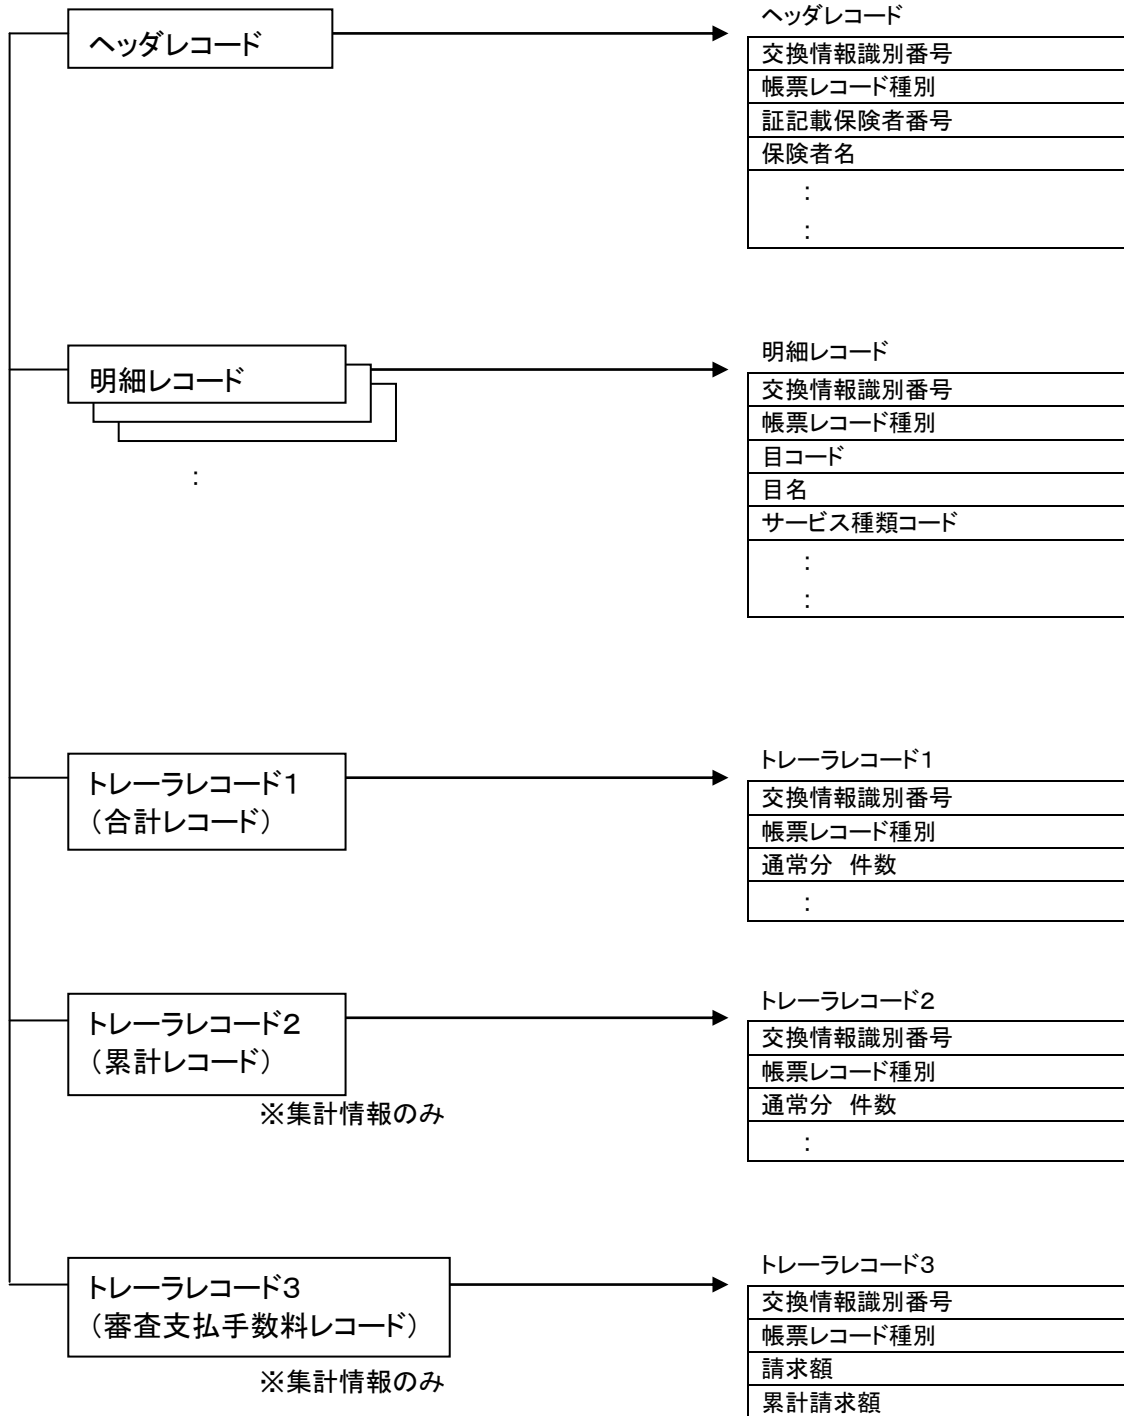 ヘッダレコード
ヘッダレコード
交換情報識別番号
帳票レコード種別
証記載保険者番号
保険者名
：
：
明細レコード
：
明細レコード
交換情報識別番号
帳票レコード種別
目コード
目名
サービス種類コード
：
：
トレーラレコード１
（合計レコード）
トレーラレコード１
交換情報識別番号
帳票レコード種別
通常分　件数
：
トレーラレコード２
（累計レコード）
※集計情報のみ
トレーラレコード２
交換情報識別番号
帳票レコード種別
通常分　件数
：
トレーラレコード３
（審査支払手数料レコード）
※集計情報のみ
トレーラレコード３
交換情報識別番号
帳票レコード種別
請求額
累計請求額